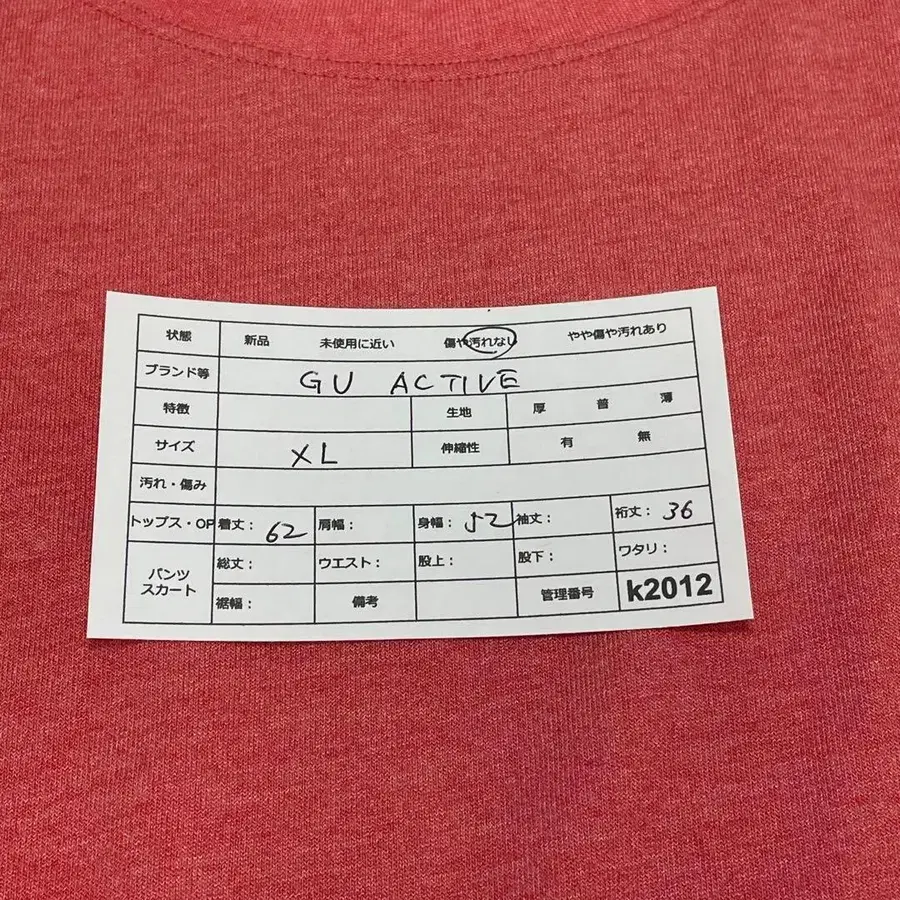 状態 新品 未使用に近い 傷や汚れなし やや傷や汚れあり
ブランド等 GU ACTIVE
特徴 生地 厚 普 薄
サイズ XL 伸縮性 有 無
汚れ・傷み
トップス・OP 着丈: 62 肩幅: 身幅: 52 袖丈: 裄丈: 36
パンツ スカート 総丈: ウエスト: 股上: 股下: ワタリ:
裾幅: 備考 管理番号 k2012